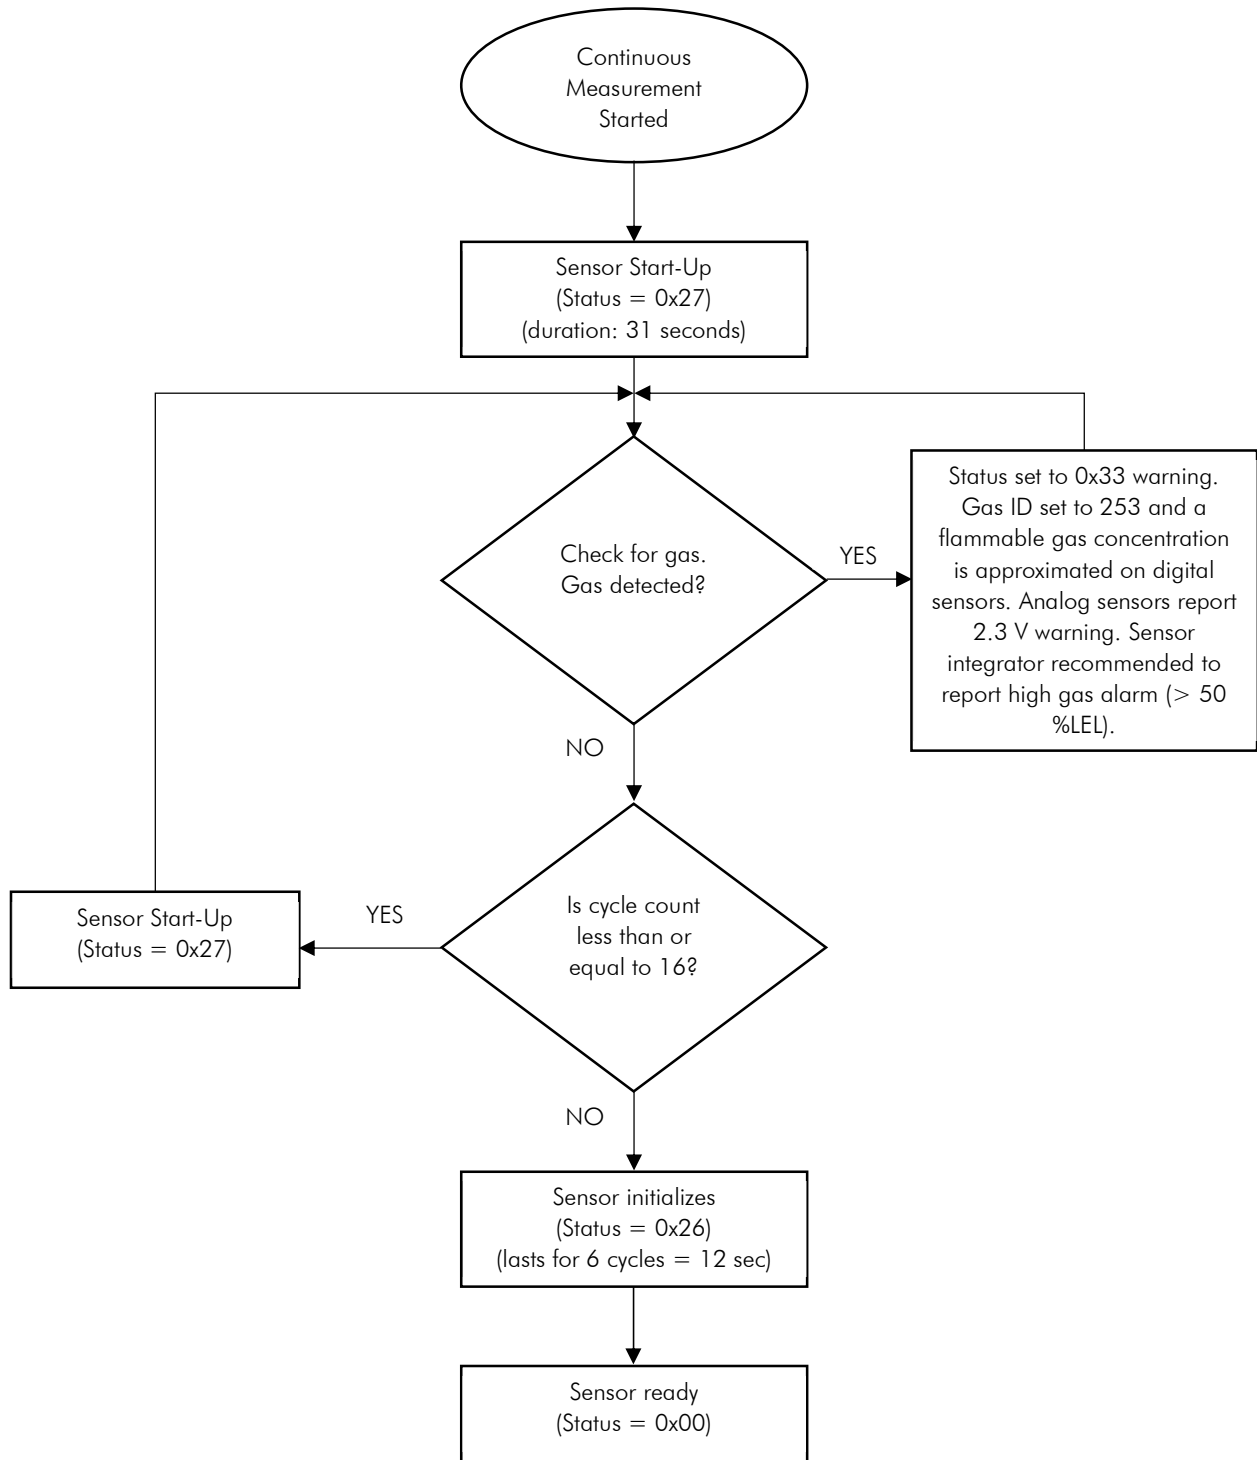 Continuous
Measurement
Started
Sensor Start-Up
(Status = 0x27)
(duration: 31 seconds)
Check for gas.
Gas detected?
YES
Status set to 0x33 warning.
Gas ID set to 253 and a
flammable gas concentration
is approximated on digital
sensors. Analog sensors report
2.3 V warning. Sensor
integrator recommended to
report high gas alarm (> 50
%LEL).
NO
Is cycle count
less than or
equal to 16?
YES
Sensor Start-Up
(Status = 0x27)
NO
Sensor initializes
(Status = 0x26)
(lasts for 6 cycles = 12 sec)
Sensor ready
(Status = 0x00)